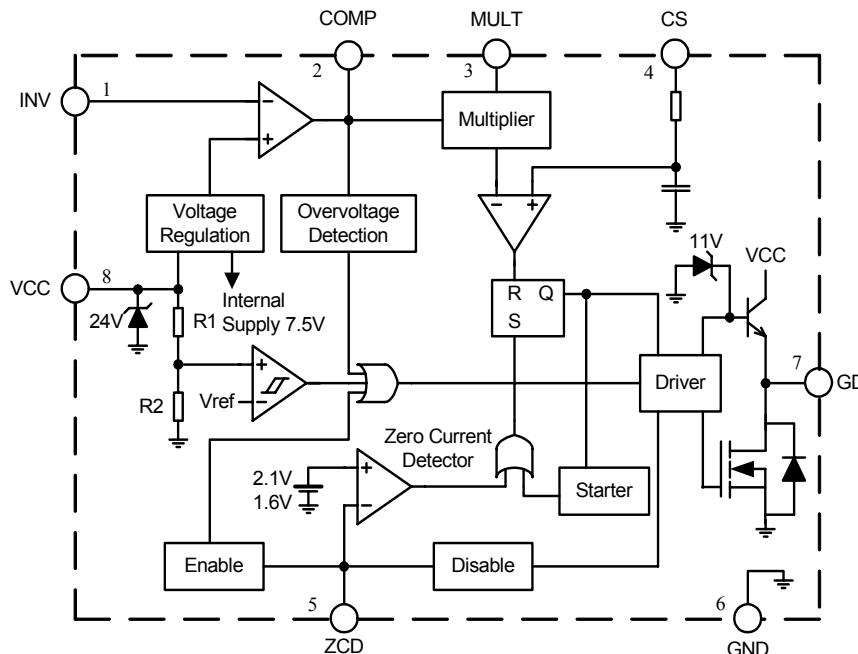 COMP
MULT
CS
2
3
4
INV
1
−
+
Multiplier
Voltage
Regulation
Overvoltage
Detection
−
+
11V
VCC
VCC
8
Internal
Supply 7.5V
24V
R1
R
Q
S
+
−
Vref
R2
Driver
7
GD
Zero Current
Detector
2.1V
1.6V
+
−
Starter
Enable
Disable
5
ZCD
6
GND